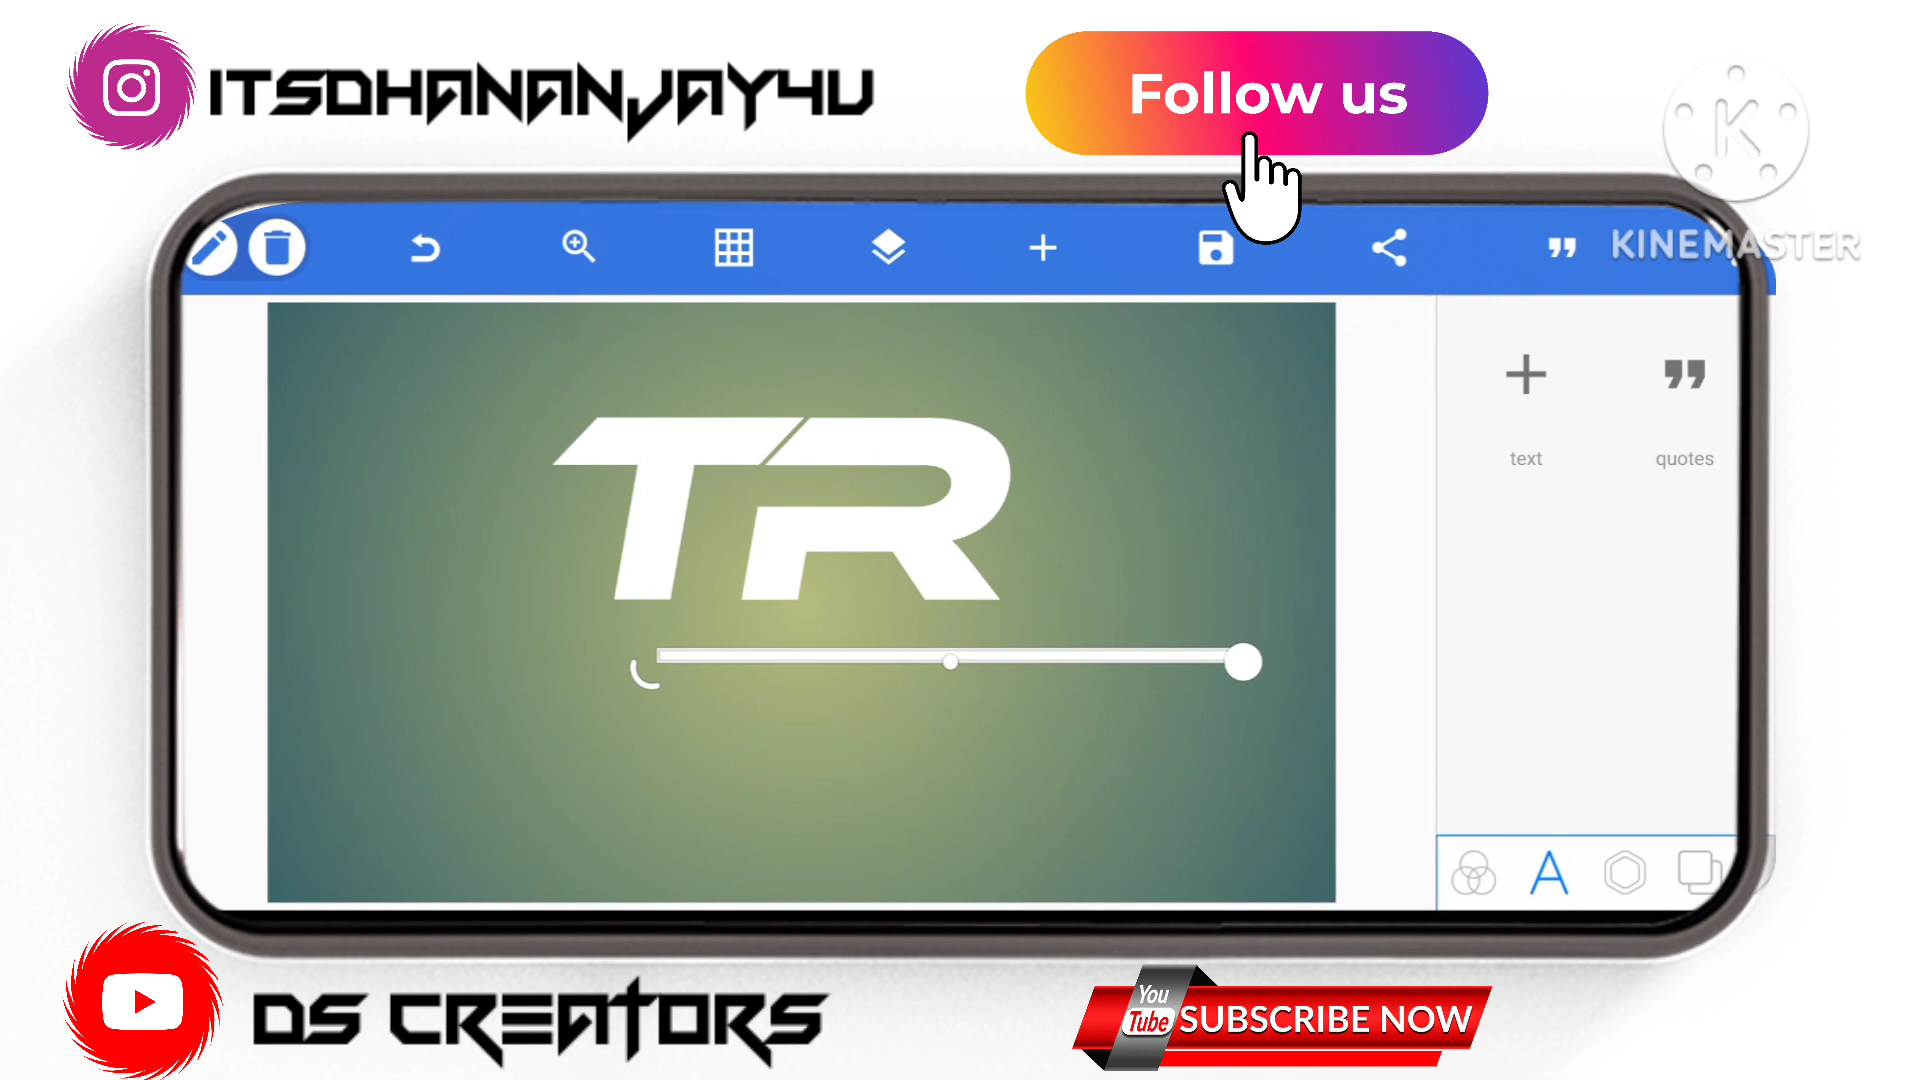 ITSDHANANJAY4U
Follow us
K
KINEMASTER
text
quotes
TR
A
DS CREATORS
You
Tube
SUBSCRIBE NOW